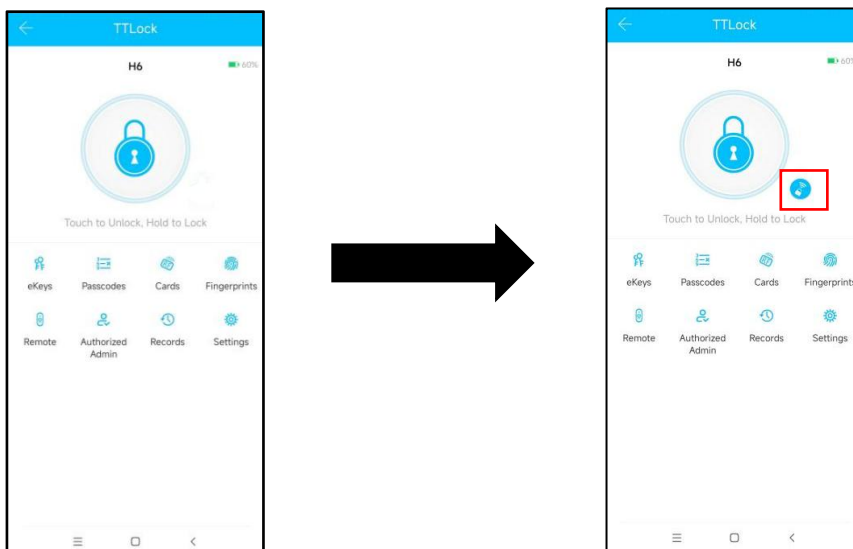 TTLock
H6
60%
Touch to Unlock, Hold to Lock
eKeys Passcodes Cards Fingerprints
Remote Authorized Admin Records Settings
TTLock
H6
60%
Touch to Unlock, Hold to Lock
eKeys Passcodes Cards Fingerprints
Remote Authorized Admin Records Settings